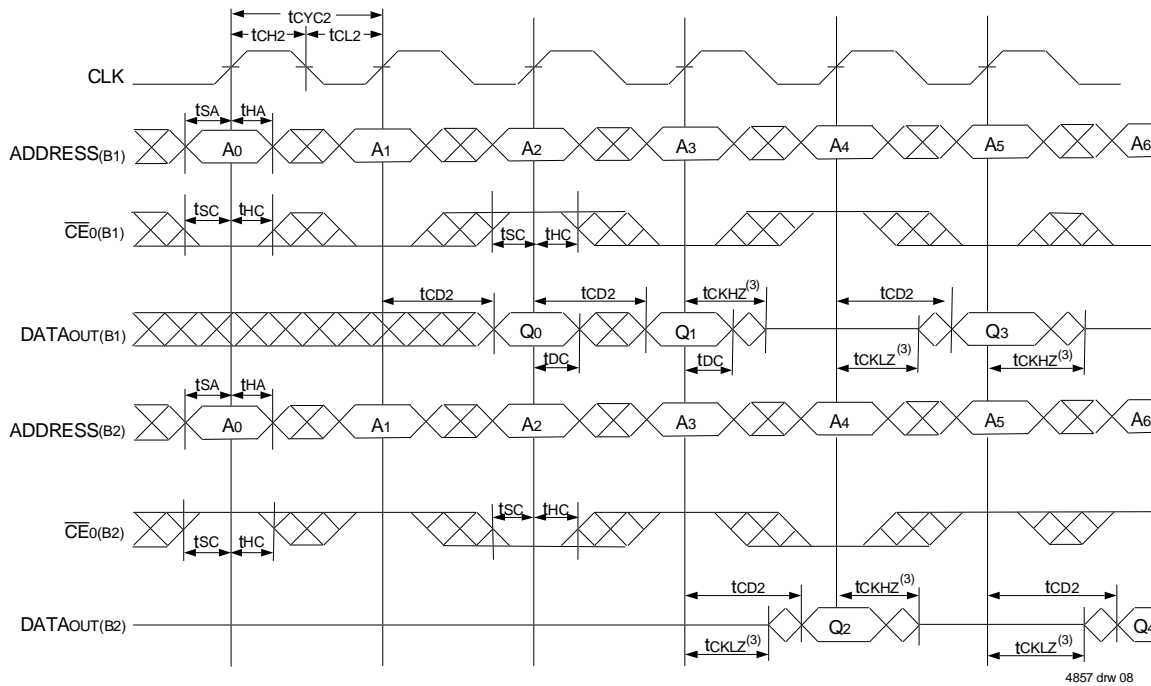 tCYC2
tCH2 tCL2
CLK
tSA tHA
ADDRESS(B1) A0 A1 A2 A3 A4 A5 A6
tSC tHC
CE0(B1)
tSC tHC
tCD2 tCD2 tCKHZ(3) tCD2
DATAOUT(B1) Q0 Q1 Q3
tDC tDC tCKLZ(3) tCKHZ(3)
tSA tHA
ADDRESS(B2) A0 A1 A2 A3 A4 A5 A6
tSC tHC
CE0(B2)
tSC tHC
tCD2 tCKHZ(3) tCD2
DATAOUT(B2) Q2 Q4
tCKLZ(3) tCKLZ(3)
4857 drw 08